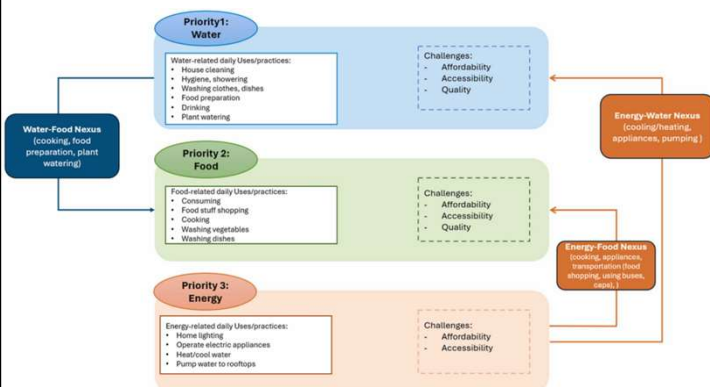 Priority1:
Water
Water-related daily Uses/practices:
• House cleaning
• Hygiene, showering
• Washing clothes, dishes
• Food preparation
• Drinking
• Plant watering
Challenges:
- Affordability
- Accessibility
- Quality
Water-Food Nexus
(cooking, food
preparation, plant
watering)
Energy-Water Nexus
(cooling/heating,
appliances, pumping )
Priority 2:
Food
Food-related daily Uses/practices:
• Consuming
• Food stuff shopping
• Cooking
• Washing vegetables
• Washing dishes
Challenges:
- Affordability
- Accessibility
- Quality
Energy-Food Nexus
(cooking, appliances,
transportation (food
shopping, using buses,
caps), )
Priority 3:
Energy
Energy-related daily Uses/practices:
• Home lighting
• Operate electric appliances
• Heat/cool water
• Pump water to rooftops
Challenges:
- Affordability
- Accessibility